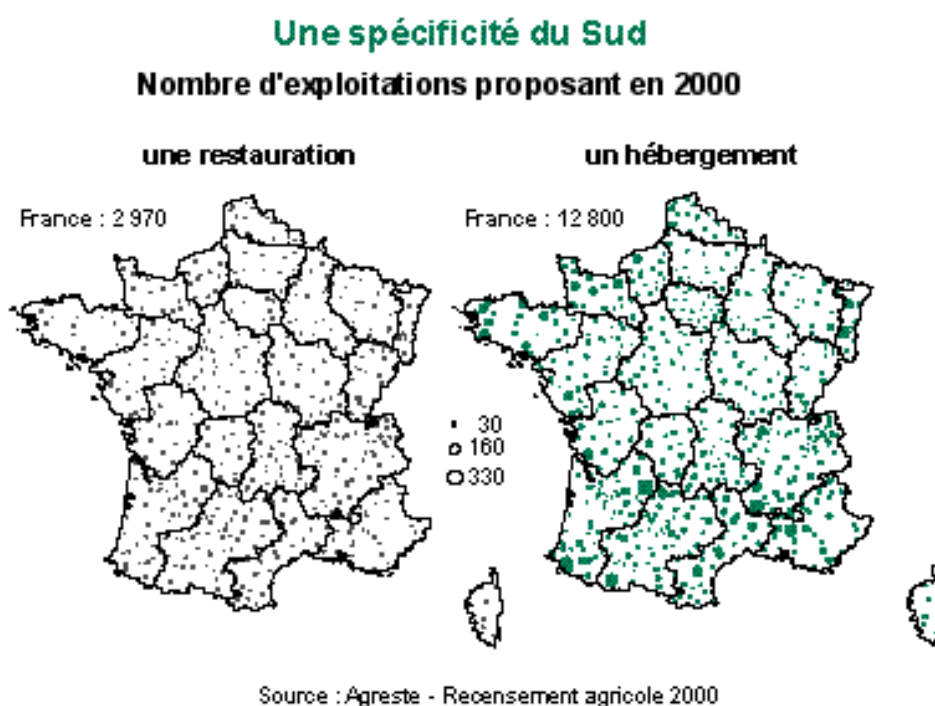 Une spécificité du Sud
Nombre d'exploitations proposant en 2000
une restauration
un hébergement
France : 2 970
France : 12 800
30
160
330
Source : Agreste - Recensement agricole 2000